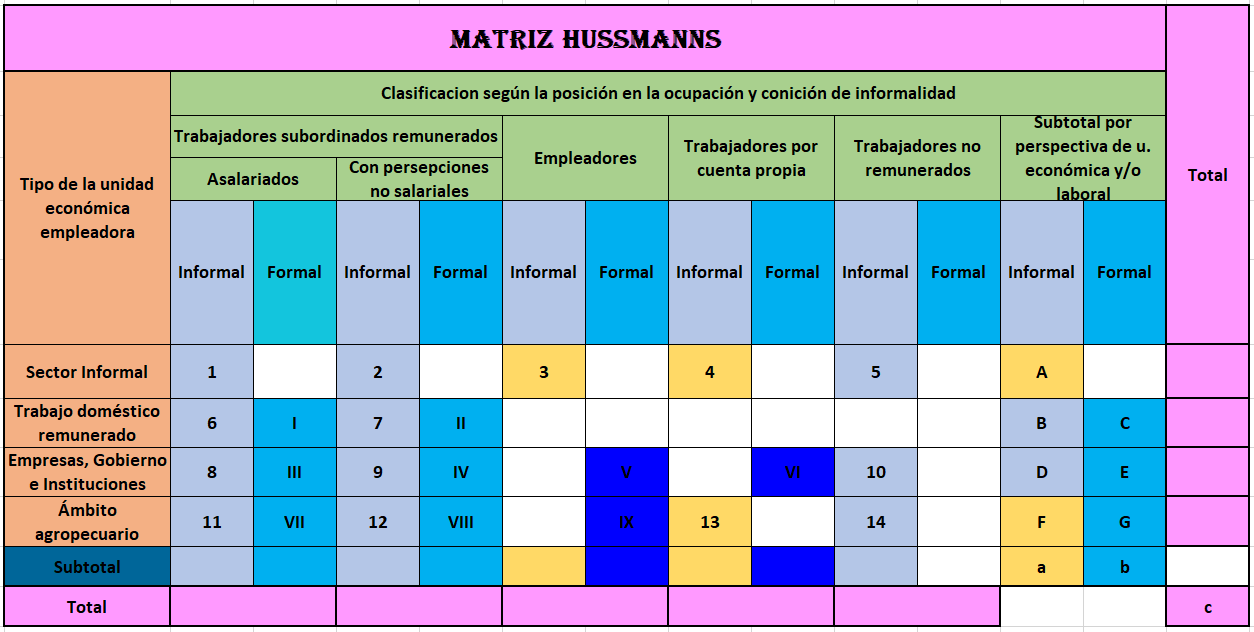 MATRIZ HUSSMANNS
Total
Tipo de la unidad
económica
empleadora
Clasificacion según la posición en la ocupación y conición de informalidad
Trabajadores subordinados remunerados
Asalariados
Con persepciones
no salariales
Empleadores
Trabajadores por
cuenta propia
Trabajadores no
remunerados
Subtotal por
perspectiva de u.
económica y/o
laboral
Informal Formal Informal Formal Informal Formal Informal Formal Informal Formal Informal Formal
Sector Informal 1 2 3 4 5 A
Trabajo doméstico
remunerado
6 I 7 II B C
Empresas, Gobierno
e Instituciones
8 III 9 IV V VI 10 D E
Ámbito
agropecuario
11 VII 12 VIII IX 13 14 F G
Subtotal a b
Total c